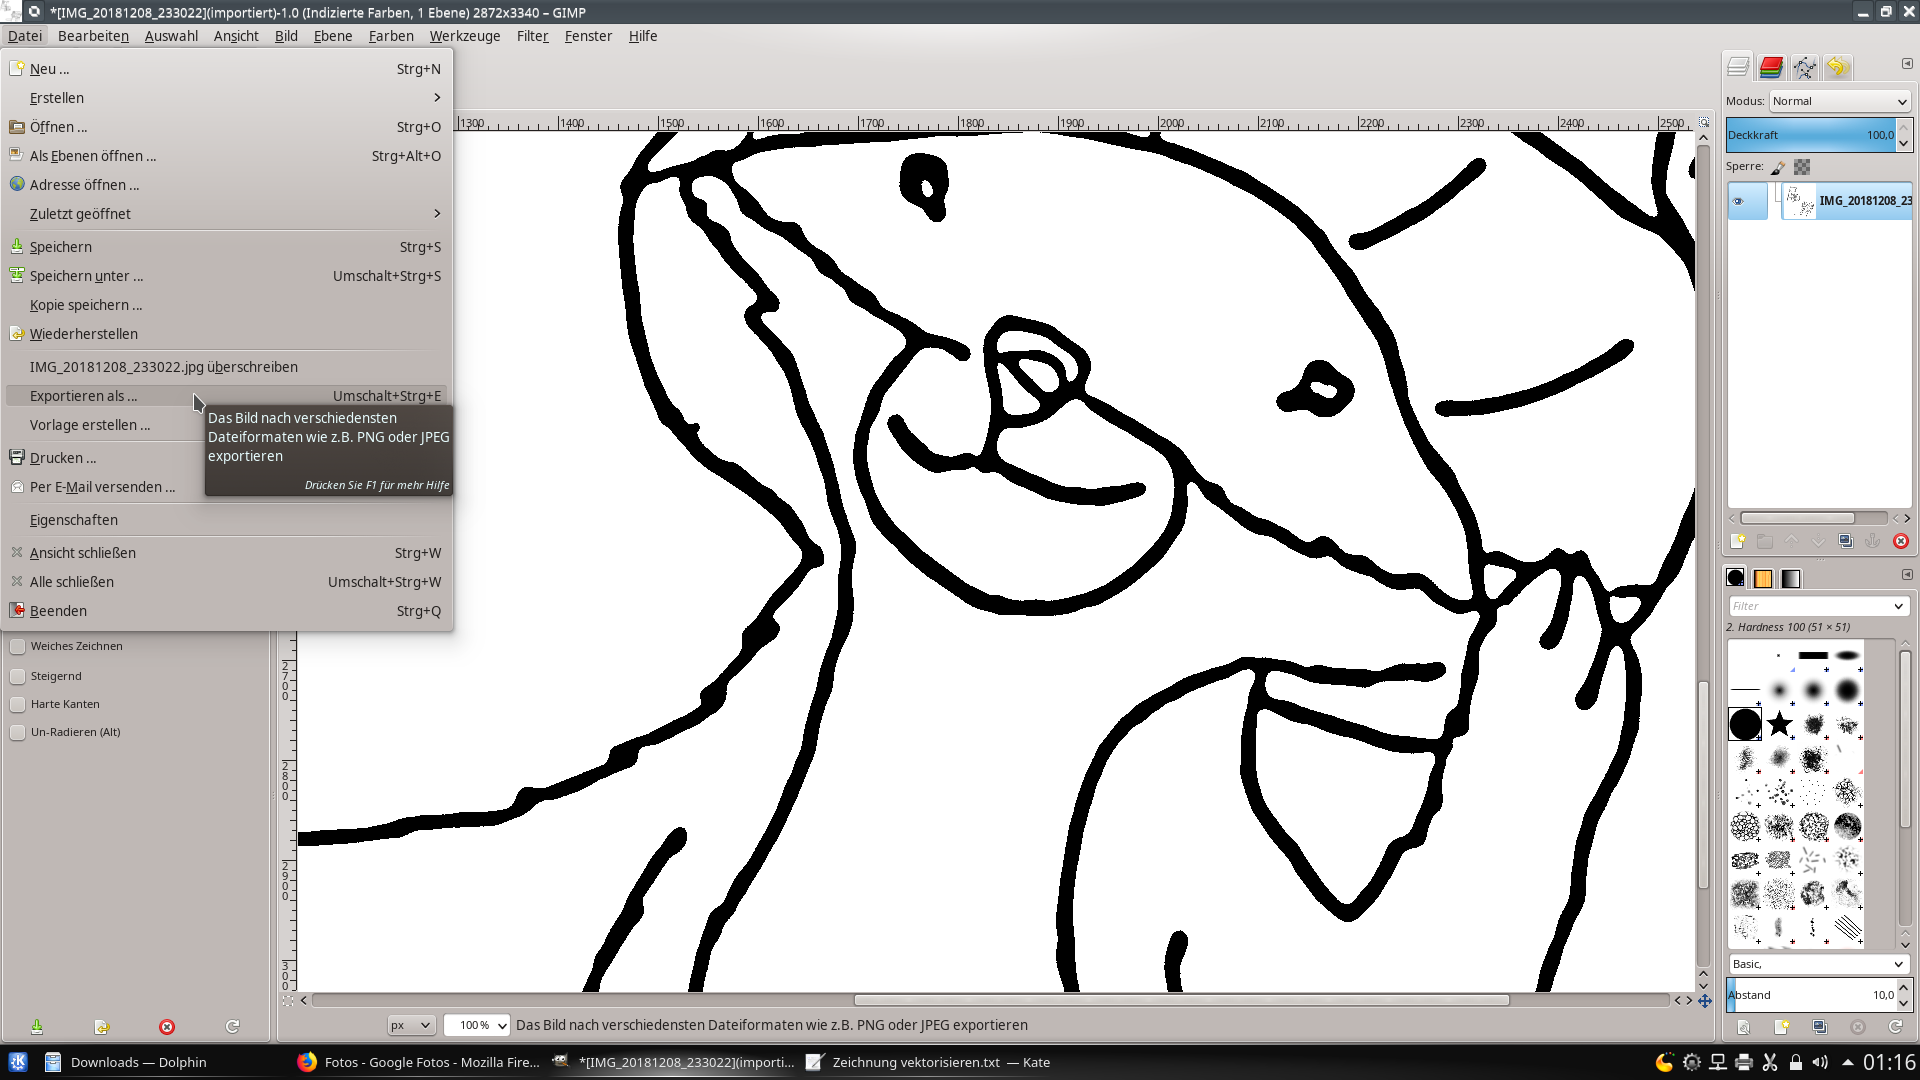 *[IMG_20181208_233022](importiert)-1.0 (Indizierte Farben, 1 Ebene) 2872x3340 – GIMP
Datei Bearbeiten Auswahl Ansicht Bild Ebene Farben Werkzeuge Filter Fenster Hilfe
Neu ... Strg+N
Erstellen
Öffnen ... Strg+O
Als Ebenen öffnen ... Strg+Alt+O
Adresse öffnen ...
Zuletzt geöffnet
Speichern Strg+S
Speichern unter ... Umschalt+Strg+S
Kopie speichern ...
Wiederherstellen
IMG_20181208_233022.jpg überschreiben
Exportieren als ... Umschalt+Strg+E
Vorlage erstellen ...
Drucken ...
Per E-Mail versenden ...
Eigenschaften
Ansicht schließen Strg+W
Alle schließen Umschalt+Strg+W
Beenden Strg+Q
Das Bild nach verschiedensten
Dateiformaten wie z.B. PNG oder JPEG
exportieren
Drücken Sie F1 für mehr Hilfe
Weiches Zeichnen
Steigernd
Harte Kanten
Un-Radieren (Alt)
1300 1400 1500 1600 1700 1800 1900 2000 2100 2200 2300 2400 2500
2700
2800
2900
300
Modus: Normal
Deckkraft 100,0
Sperre:
IMG_20181208_23
Filter
2. Hardness 100 (51 × 51)
Basic,
Abstand 10,0
px 100 % Das Bild nach verschiedensten Dateiformaten wie z.B. PNG oder JPEG exportieren
Downloads — Dolphin Fotos - Google Fotos - Mozilla Fire... *[IMG_20181208_233022](importi... Zeichnung vektorisieren.txt — Kate 01:16